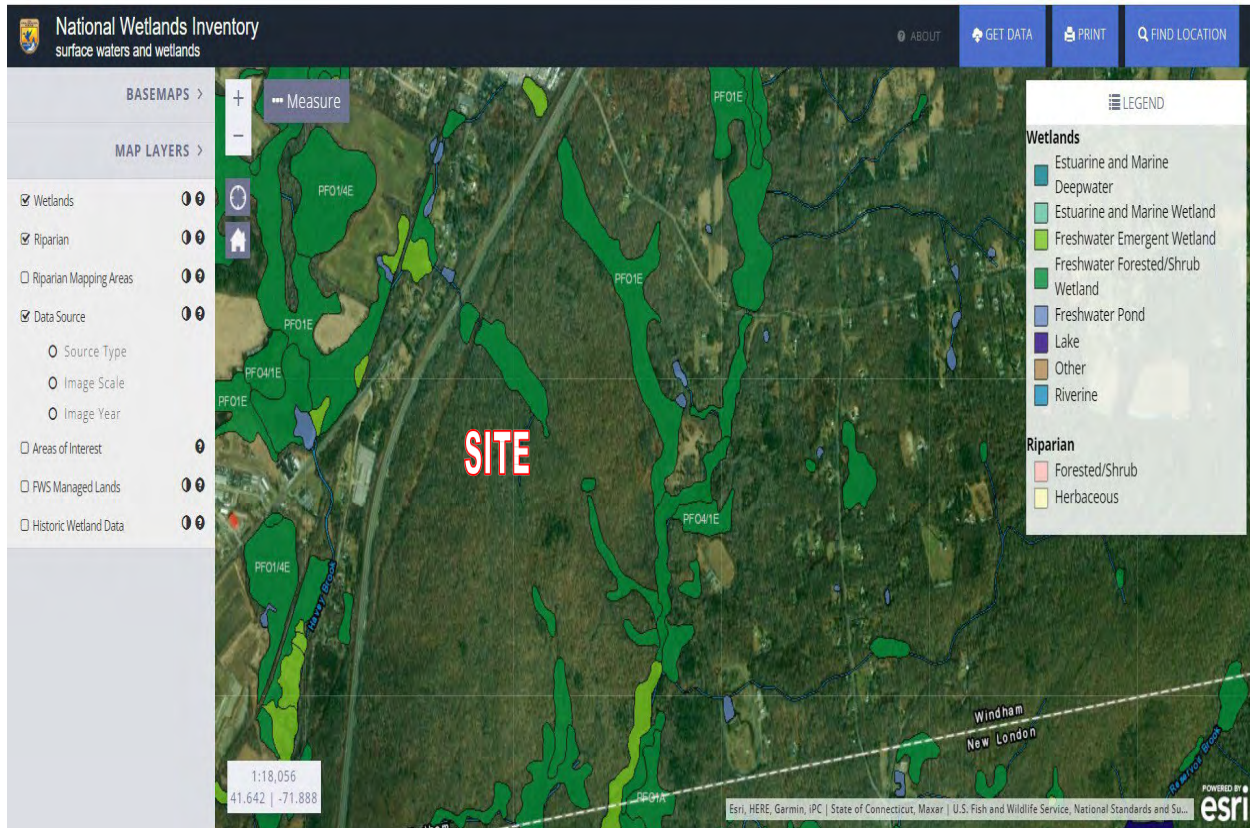 National Wetlands Inventory
surface waters and wetlands
ABOUT
GET DATA
PRINT
FIND LOCATION
BASEMAPS >
MAP LAYERS >
Wetlands
Riparian
Riparian Mapping Areas
Data Source
Source Type
Image Scale
Image Year
Areas of Interest
FWS Managed Lands
Historic Wetland Data
+
−
Measure
PFO1/4E
PFO1E
PFO1E
PFO1E
PFO4/1E
PFO1E
SITE
PFO4/1E
PFO1/4E
Havey Brook
PFO1A
Windham
New London
Reservoir Brook
LEGEND
Wetlands
Estuarine and Marine
Deepwater
Estuarine and Marine Wetland
Freshwater Emergent Wetland
Freshwater Forested/Shrub
Wetland
Freshwater Pond
Lake
Other
Riverine
Riparian
Forested/Shrub
Herbaceous
1:18,056
41.642 | -71.888
Esri, HERE, Garmin, iPC | State of Connecticut, Maxar | U.S. Fish and Wildlife Service, National Standards and Su...
POWERED BY
esri